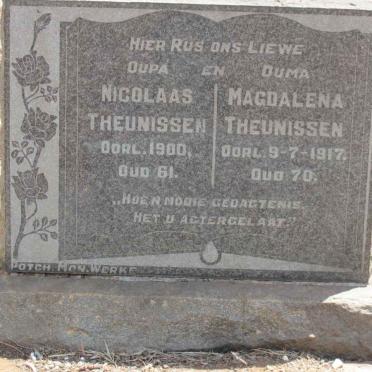 HIER RUS ONS LIEWE
OUPA EN OUMA
NICOLAAS
THEUNISSEN
OORL. 1900.
OUD 61.
MAGDALENA
THEUNISSEN
OORL. 9-7-1917.
OUD 70.
„HOE'N MOOIE GEDAGTENIS,
HET U AGTERGELAAT."
POTCH. MON. WERKE